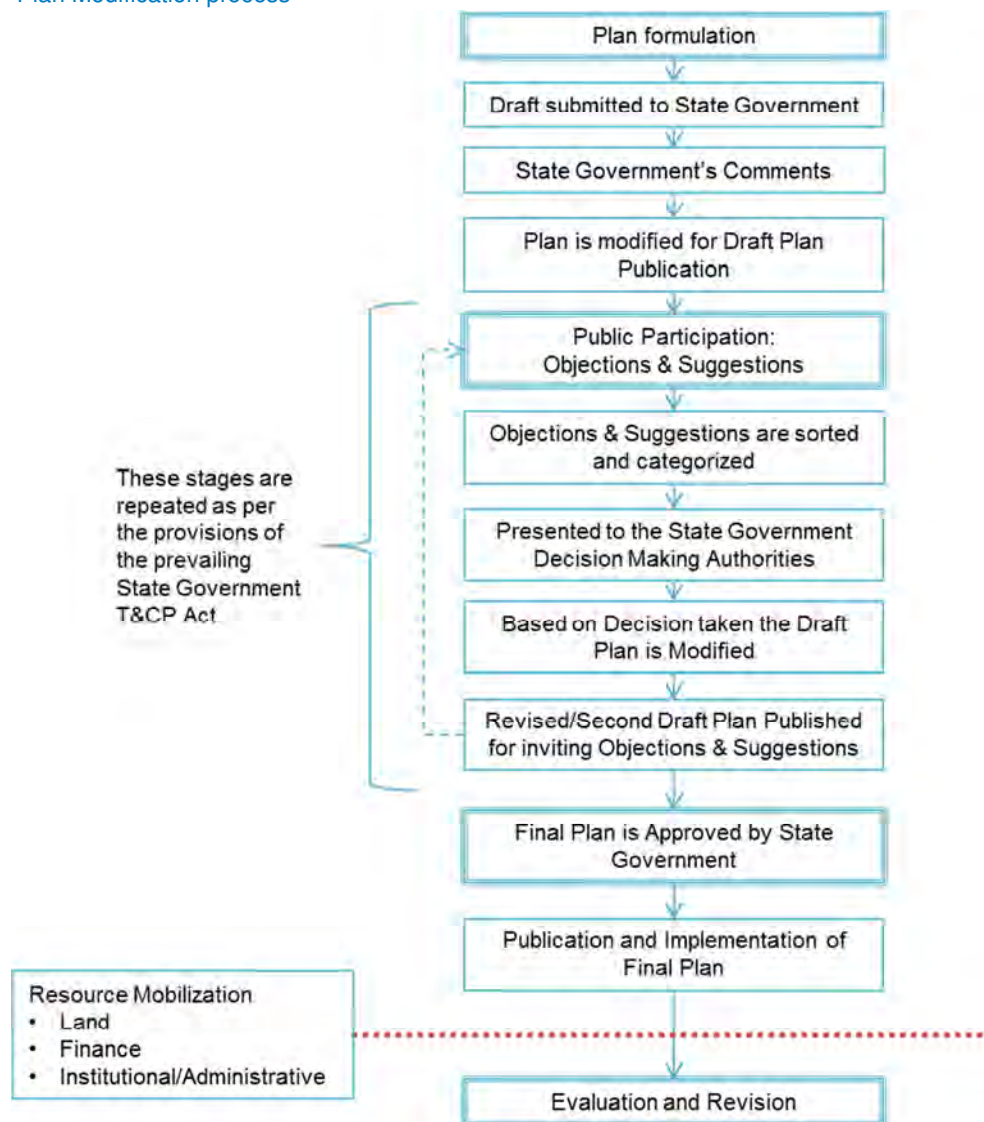 Plan Modification process
Plan formulation
Draft submitted to State Government
State Government's Comments
Plan is modified for Draft Plan
Publication
Public Participation:
Objections & Suggestions
Objections & Suggestions are sorted
and categorized
These stages are
repeated as per
the provisions of
the prevailing
State Government
T&CP Act
Presented to the State Government
Decision Making Authorities
Based on Decision taken the Draft
Plan is Modified
Revised/Second Draft Plan Published
for inviting Objections & Suggestions
Final Plan is Approved by State
Government
Publication and Implementation of
Final Plan
Resource Mobilization
• Land
• Finance
• Institutional/Administrative
Evaluation and Revision